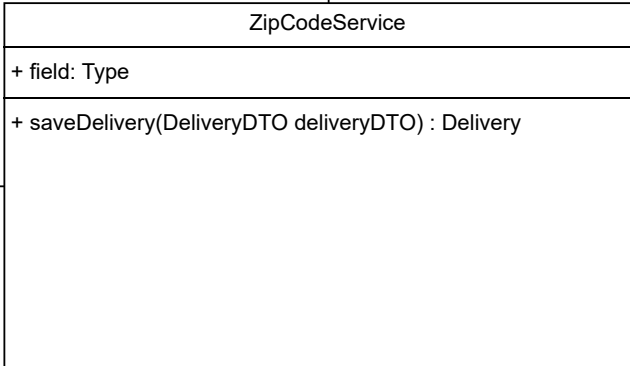 ZipCodeService
+ field: Type
+ saveDelivery(DeliveryDTO deliveryDTO) : Delivery